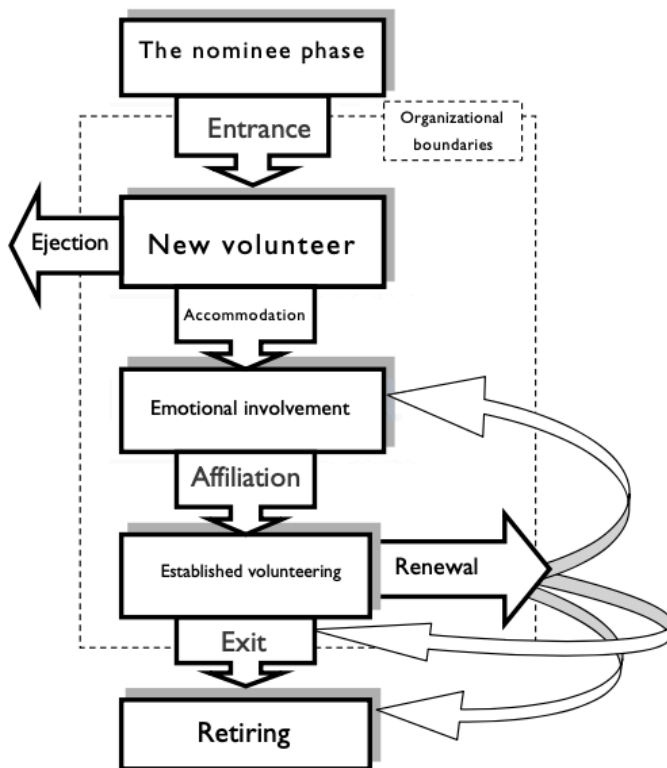 The nominee phase
Entrance
Organizational
boundaries
Ejection
New volunteer
Accommodation
Emotional involvement
Affiliation
Established volunteering
Renewal
Exit
Retiring